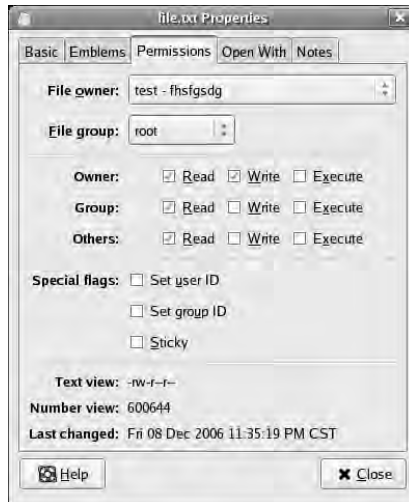 file.txt Properties
Basic Emblems Permissions Open With Notes
File owner: test - fhsfgsdg
File group: root
Owner: Read Write Execute
Group: Read Write Execute
Others: Read Write Execute
Special flags: Set user ID
Set group ID
Sticky
Text view: -rw-r--r--
Number view: 600644
Last changed: Fri 08 Dec 2006 11:35:19 PM CST
Help Close